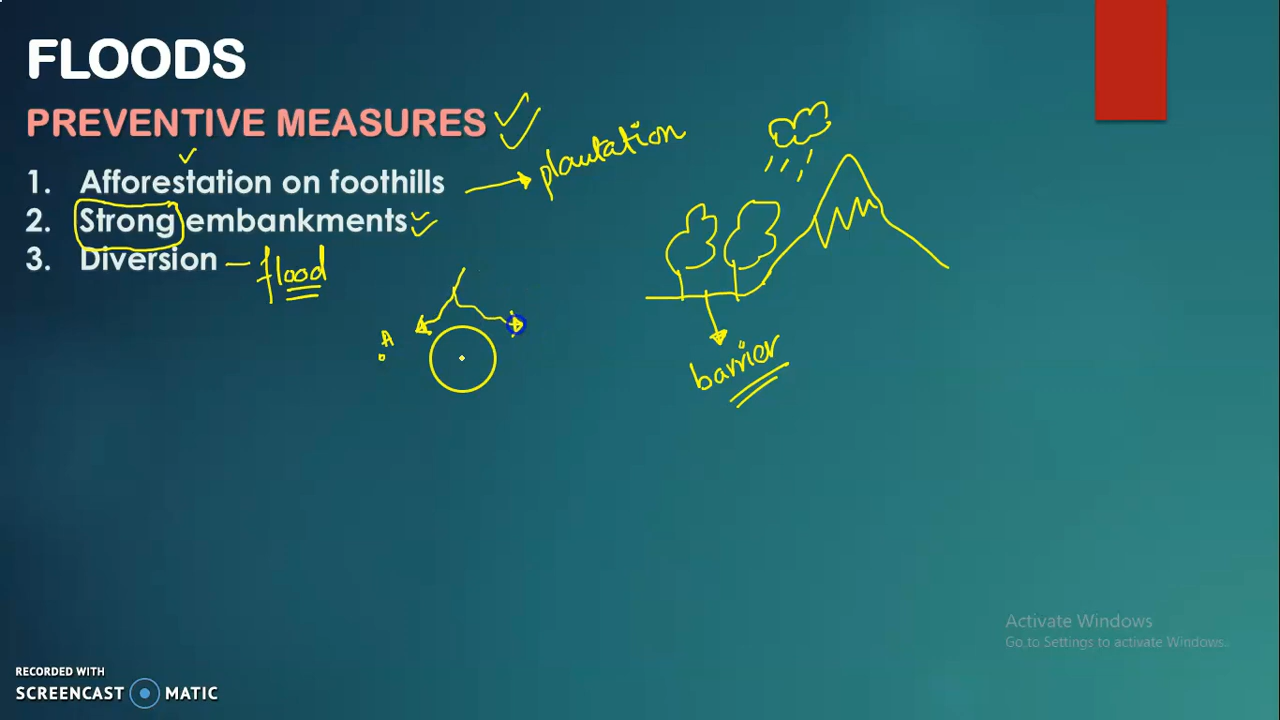 FLOODS
PREVENTIVE MEASURES
1. Afforestation on foothills
plantation
2. Strong embankments
3. Diversion – flood
A
barrier
Activate Windows
Go to Settings to activate Windows.
RECORDED WITH
SCREENCAST MATIC